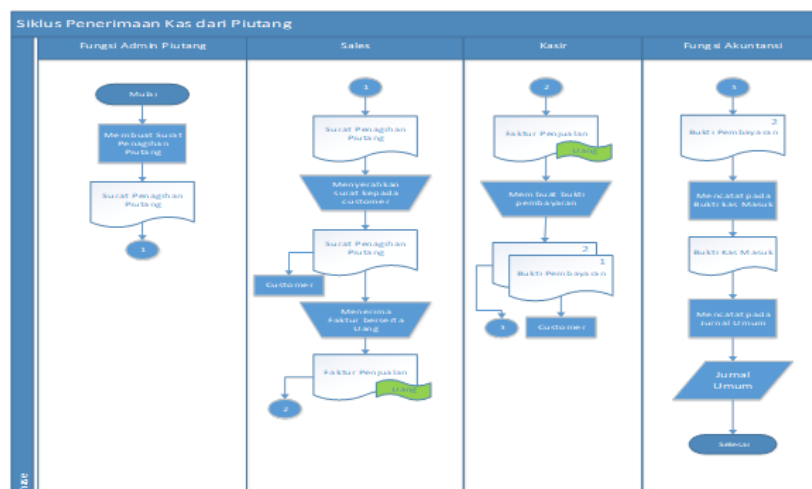 Siklus Penerimaan Kas dari Piutang
Fungsi Admin Piutang
Sales
Kasir
Fungsi Akuntansi
Mulai
Membuat Surat
Penagihan
Piutang
Surat Penagihan
Piutang
1
1
Surat Penagihan
Piutang
Menyerahkan
surat kepada
customer
Surat Penagihan
Piutang
Customer
Menerima
Faktur berserta
Uang
Faktur Penjualan
Uang
2
2
Faktur Penjualan
Uang
Membuat bukti
pembayaran
2
1
Bukti Pembayaran
3
Customer
3
2
Bukti Pembayaran
Mencatat pada
Bukti Kas Masuk
Bukti Kas Masuk
Mencatat pada
Jurnal Umum
Jurnal
Umum
Selesai